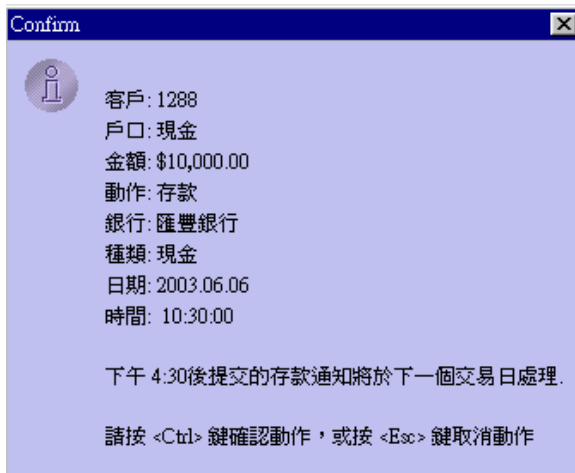 Confirm
客戶: 1288
戶口: 現金
金額: $10,000.00
動作: 存款
銀行: 匯豐銀行
種類: 現金
日期: 2003.06.06
時間: 10:30:00
下午 4:30後提交的存款通知將於下一個交易日處理.
請按 <Ctrl> 鍵確認動作，或按 <Esc> 鍵取消動作